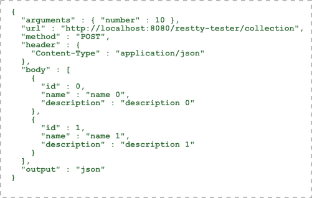 {
  "arguments" : { "number" : 10 },
  "url" : "http://localhost:8080/restty-tester/collection",
  "method" : "POST",
  "header" : {
    "Content-Type" : "application/json"
  },
  "body" : [
    {
      "id" : 0,
      "name" : "name 0",
      "description" : "description 0"
    },
    {
      "id" : 1,
      "name" : "name 1",
      "description" : "description 1"
    }
  ],
  "output" : "json"
}